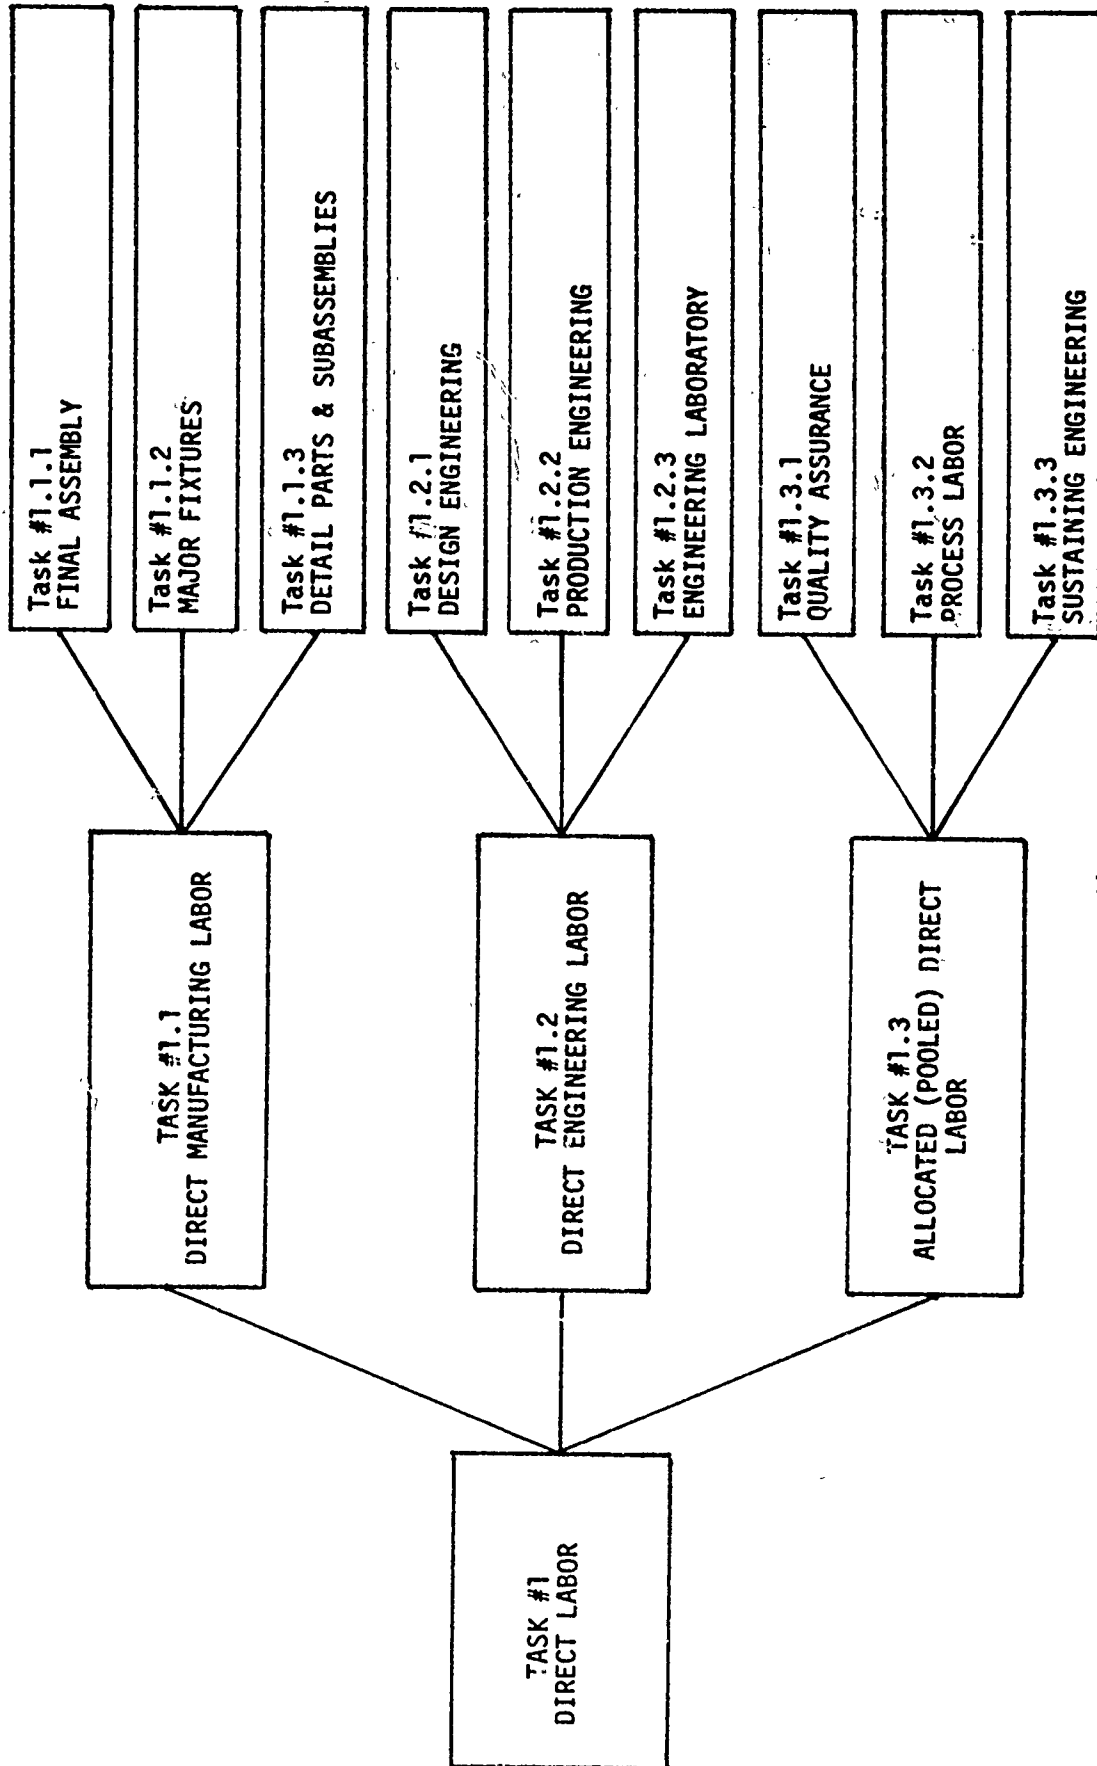 TASK #1
DIRECT LABOR
TASK #1.1
DIRECT MANUFACTURING LABOR
TASK #1.2
DIRECT ENGINEERING LABOR
TASK #1.3
ALLOCATED (POOLED) DIRECT
LABOR
Task #1.1.1
FINAL ASSEMBLY
Task #1.1.2
MAJOR FIXTURES
Task #1.1.3
DETAIL PARTS & SUBASSEMBLIES
Task #1.2.1
DESIGN ENGINEERING
Task #1.2.2
PRODUCTION ENGINEERING
Task #1.2.3
ENGINEERING LABORATORY
Task #1.3.1
QUALITY ASSURANCE
Task #1.3.2
PROCESS LABOR
Task #1.3.3
SUSTAINING ENGINEERING